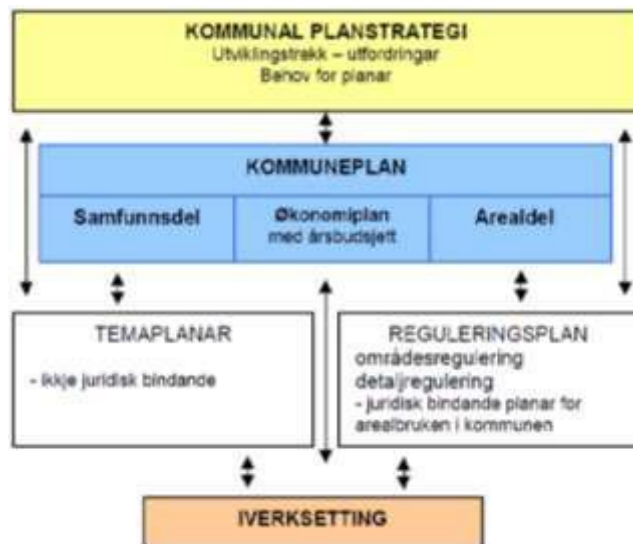 KOMMUNAL PLANSTRATEGI
Utviklingstrekk – utfordringar
Behov for planar
KOMMUNEPLAN
Samfunnsdel
Økonomiplan
med årsbudsjett
Arealdel
TEMAPLANAR
- ikkje juridisk bindande
REGULERINGSPLAN
områdesregulering
detaljregulering
- juridisk bindande planar for
arealbruken i kommunen
IVERKSETTING